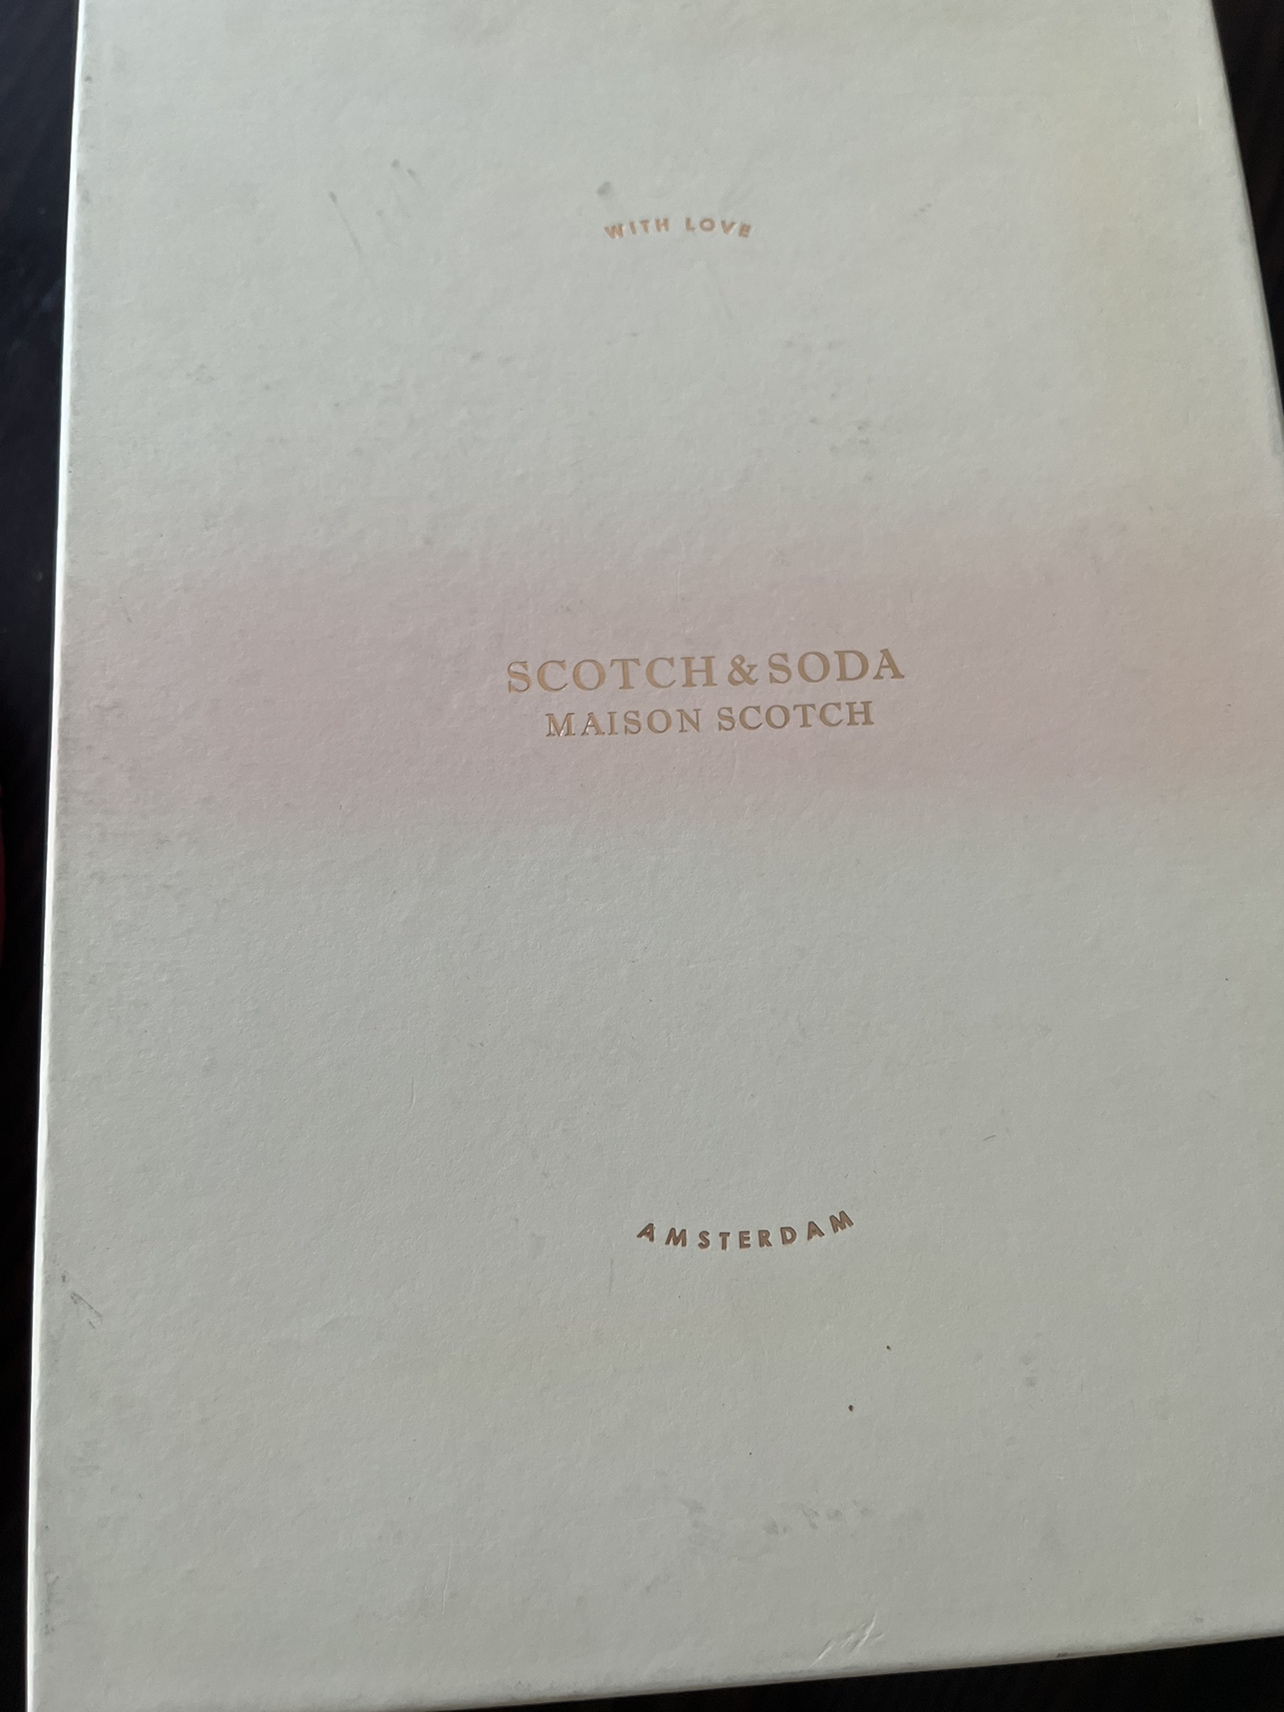 WITH LOVE
SCOTCH & SODA
MAISON SCOTCH
AMSTERDAM